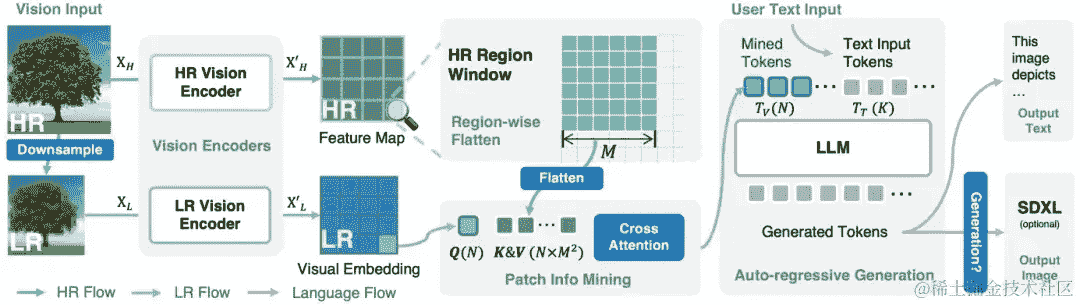 Vision Input
HR
Downsample
LR
X_H
X_L
HR Vision
Encoder
Vision Encoders
LR Vision
Encoder
X'_H
X'_L
HR
Feature Map
LR
Visual Embedding
HR Region
Window
Region-wise
Flatten
M
Flatten
Q(N)
K&V (N×M²)
Cross
Attention
Patch Info Mining
User Text Input
Mined
Tokens
Text Input
Tokens
T_V(N)
T_T(K)
LLM
Generated Tokens
Auto-regressive Generation
Generation?
This
image
depicts
...
Output
Text
SDXL
(optional)
Output
Image
HR Flow
LR Flow
Language Flow
@稀土掘金技术社区